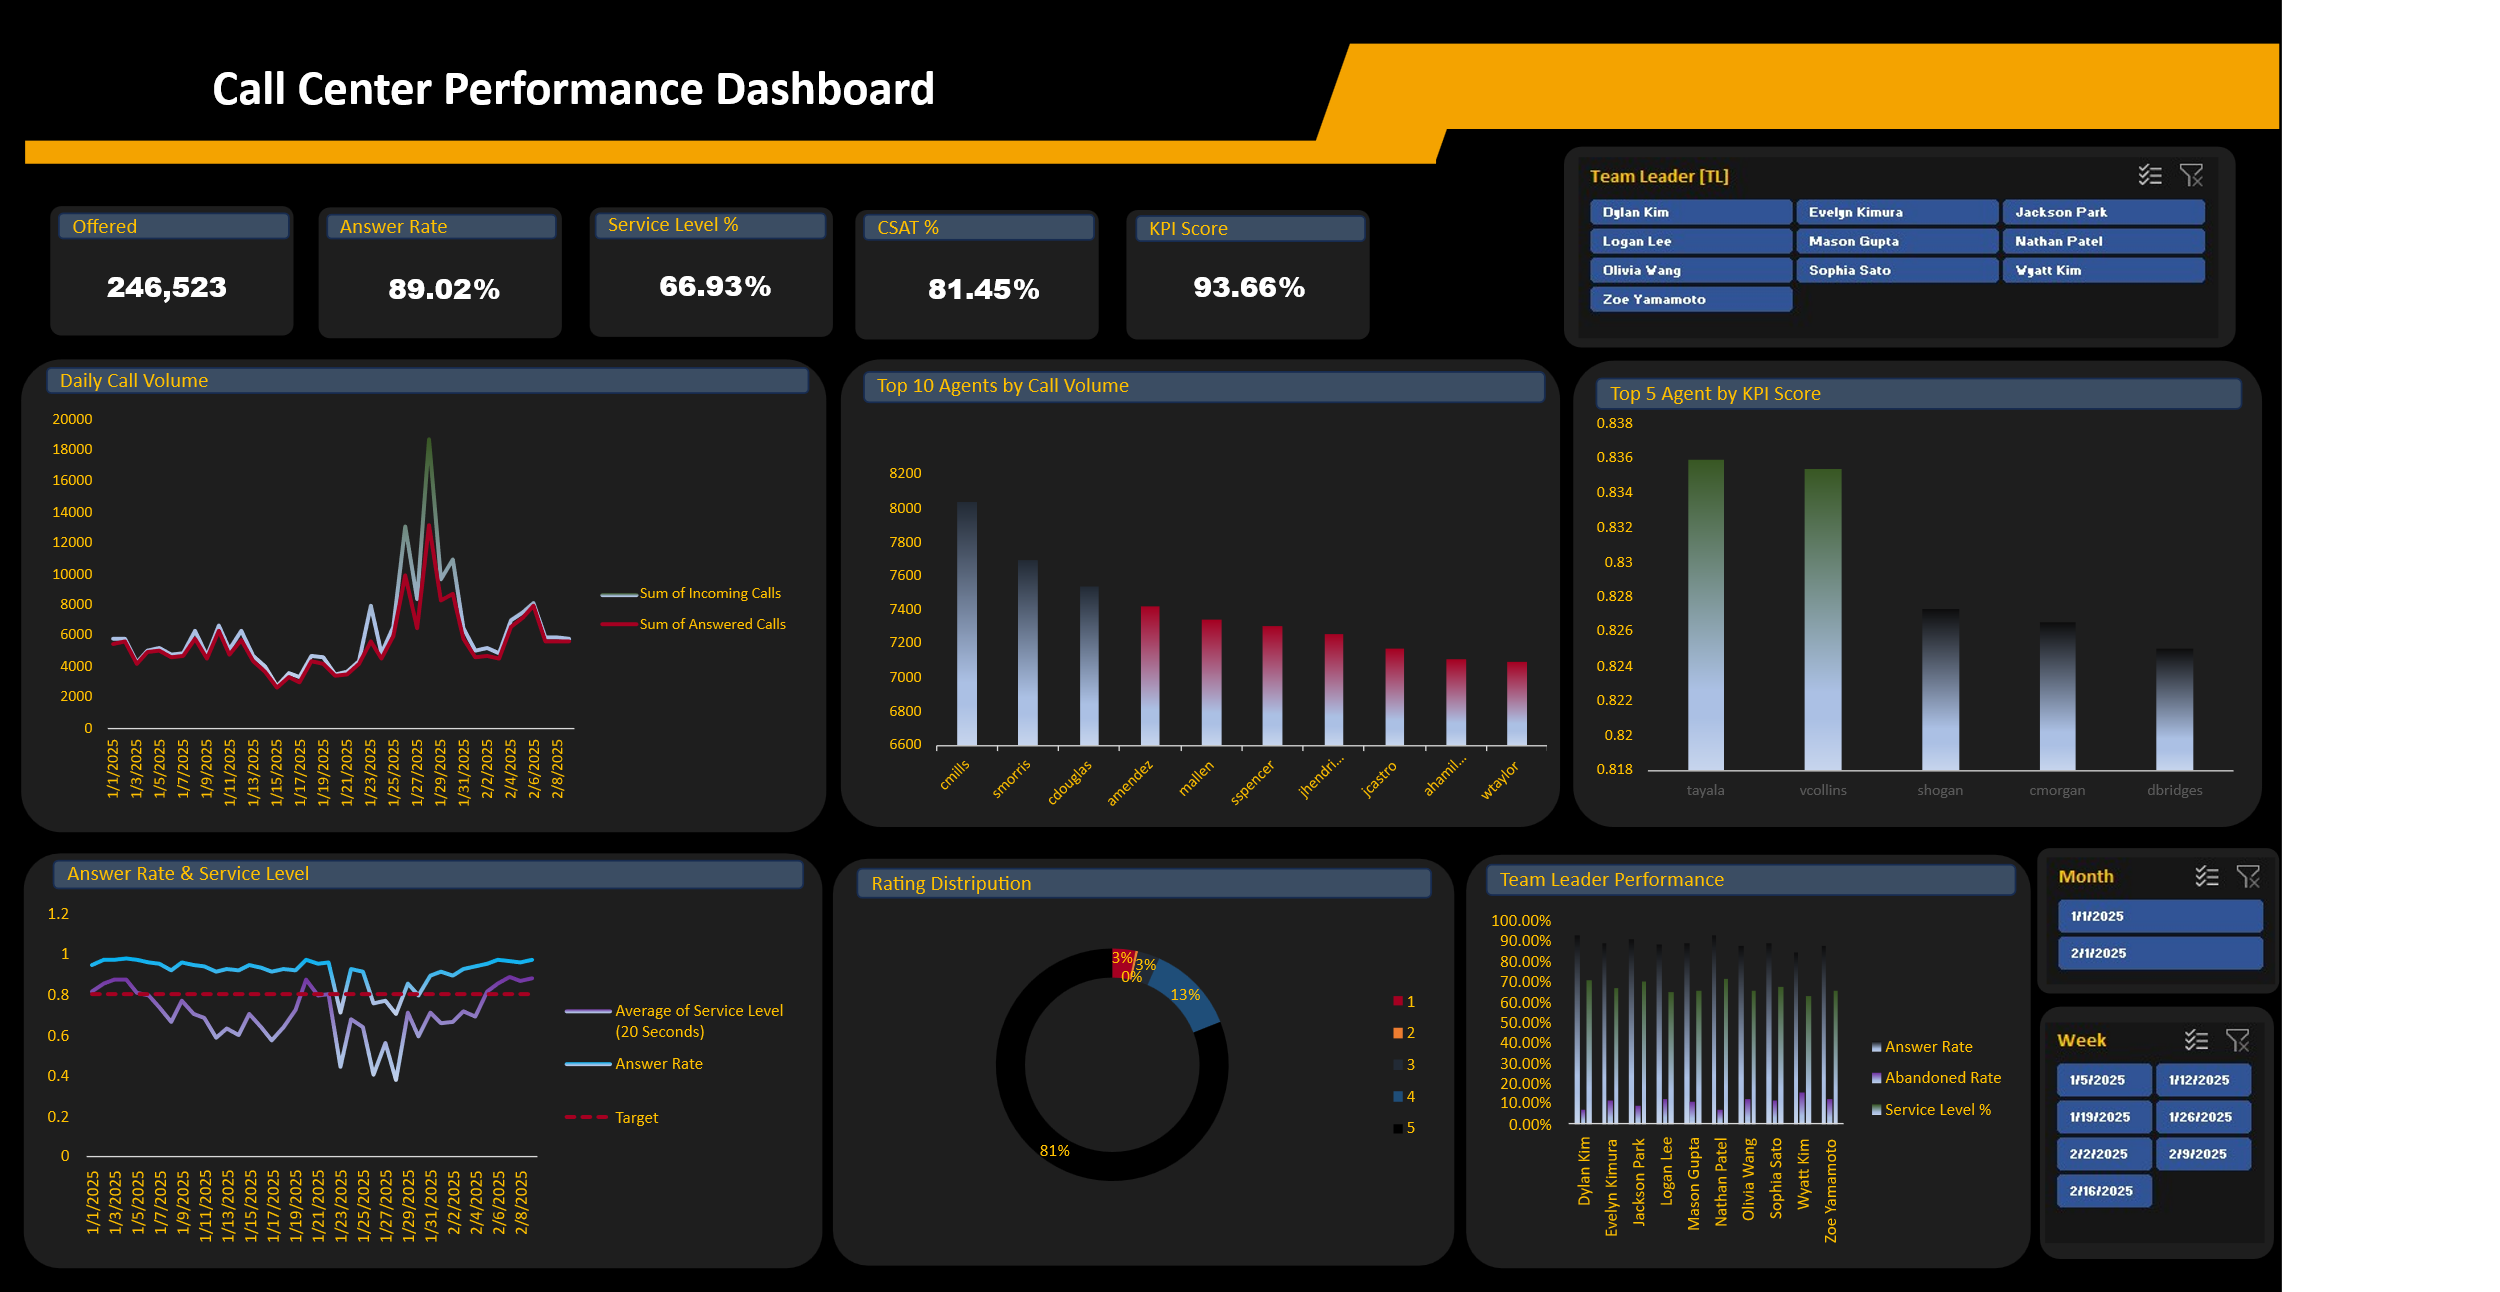 Call Center Performance Dashboard
Team Leader [TL]
Dylan Kim Evelyn Kimura Jackson Park
Logan Lee Mason Gupta Nathan Patel
Olivia Wang Sophia Sato Wyatt Kim
Zoe Yamamoto
Offered
246,523
Answer Rate
89.02%
Service Level %
66.93%
CSAT %
81.45%
KPI Score
93.66%
Daily Call Volume
20000
18000
16000
14000
12000
10000
8000
6000
4000
2000
0
1/1/2025
1/3/2025
1/5/2025
1/7/2025
1/9/2025
1/11/2025
1/13/2025
1/15/2025
1/17/2025
1/19/2025
1/21/2025
1/23/2025
1/25/2025
1/27/2025
1/29/2025
1/31/2025
2/2/2025
2/4/2025
2/6/2025
2/8/2025
Sum of Incoming Calls
Sum of Answered Calls
Top 10 Agents by Call Volume
8200
8000
7800
7600
7400
7200
7000
6800
6600
cmills
smorris
cdouglas
amendez
mallen
sspencer
jhendri...
jcastro
ahamil...
wtaylor
Top 5 Agent by KPI Score
0.838
0.836
0.834
0.832
0.83
0.828
0.826
0.824
0.822
0.82
0.818
tayala
vcollins
shogan
cmorgan
dbridges
Answer Rate & Service Level
1.2
1
0.8
0.6
0.4
0.2
0
1/1/2025
1/3/2025
1/5/2025
1/7/2025
1/9/2025
1/11/2025
1/13/2025
1/15/2025
1/17/2025
1/19/2025
1/21/2025
1/23/2025
1/25/2025
1/27/2025
1/29/2025
1/31/2025
2/2/2025
2/4/2025
2/6/2025
2/8/2025
Average of Service Level
(20 Seconds)
Answer Rate
Target
Rating Distripution
3%
0%
3%
13%
81%
1
2
3
4
5
Team Leader Performance
100.00%
90.00%
80.00%
70.00%
60.00%
50.00%
40.00%
30.00%
20.00%
10.00%
0.00%
Dylan Kim
Evelyn Kimura
Jackson Park
Logan Lee
Mason Gupta
Nathan Patel
Olivia Wang
Sophia Sato
Wyatt Kim
Zoe Yamamoto
Answer Rate
Abandoned Rate
Service Level %
Month
1/1/2025
2/1/2025
Week
1/5/2025 1/12/2025
1/19/2025 1/26/2025
2/2/2025 2/9/2025
2/16/2025